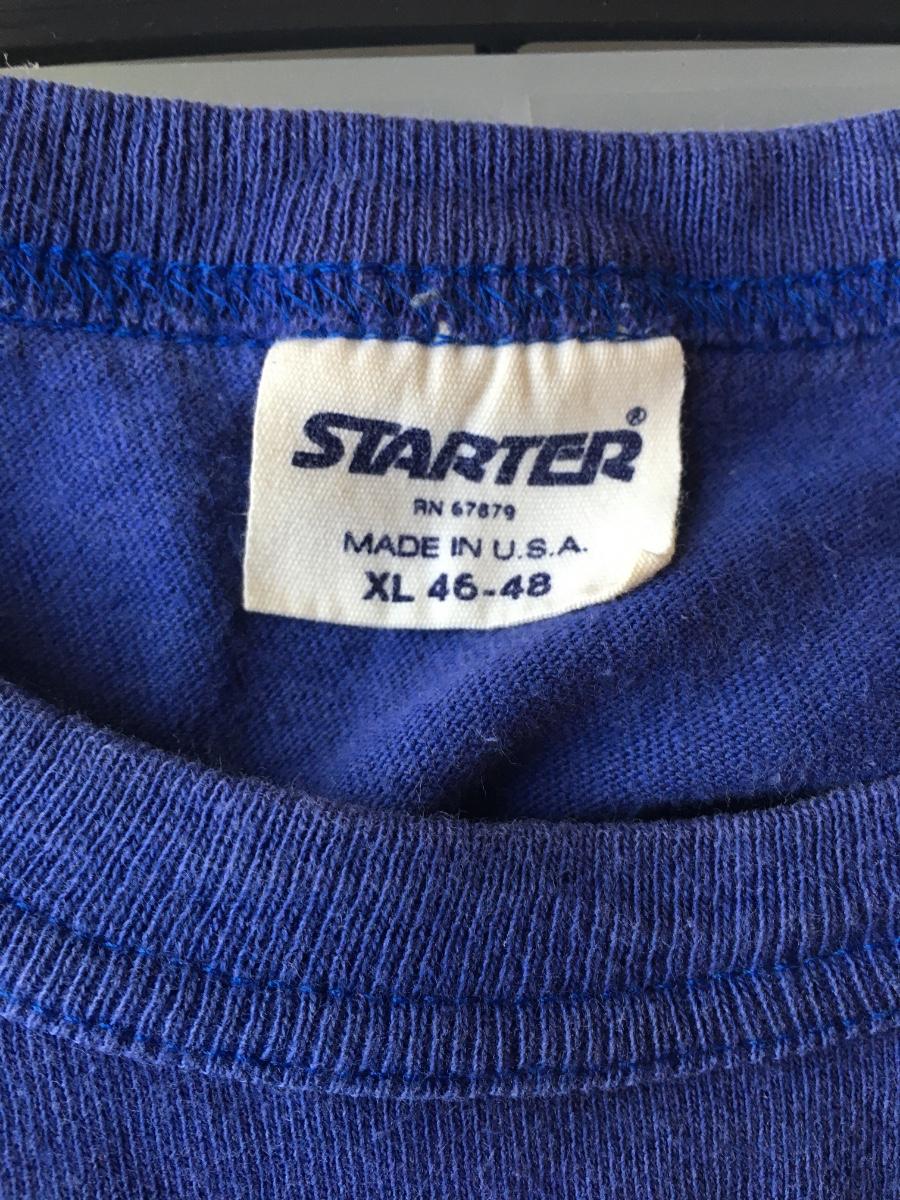 STARTER®
RN 67879
MADE IN U.S.A.
XL 46-48